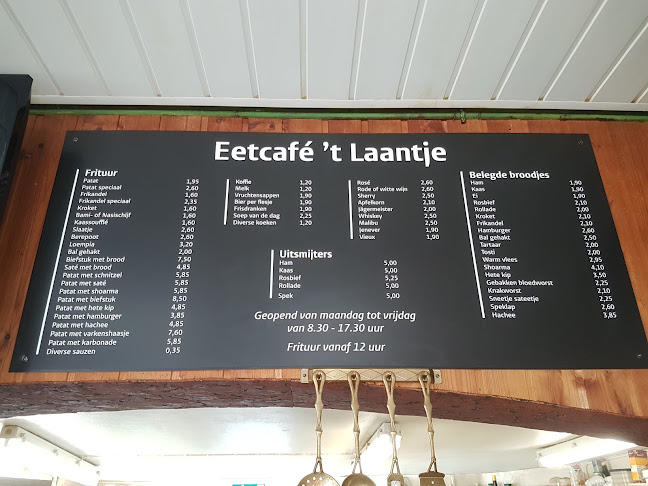 Eetcafé 't Laantje
Frituur
Patat 1,95
Patat speciaal 2,60
Frikandel 1,60
Frikandel speciaal 2,35
Kroket 1,60
Bami- of Nasischijf 1,60
Kaassoufflé 1,60
Slaatje 2,60
Berepoot 2,60
Loempia 3,20
Bal gehakt 2,00
Biefstuk met brood 7,50
Saté met brood 4,85
Patat met schnitzel 5,85
Patat met saté 5,85
Patat met shoarma 5,85
Patat met biefstuk 8,50
Patat met hete kip 4,85
Patat met hamburger 3,85
Patat met hachee 4,85
Patat met varkenshaasje 7,60
Patat met karbonade 5,85
Diverse sauzen 0,35
Koffie 1,20
Melk 1,20
Vruchtensappen 1,90
Bier per flesje 1,90
Frisdranken 1,90
Soep van de dag 2,25
Diverse koeken 1,20
Rosé 2,60
Rode of witte wijn 2,60
Sherry 2,50
Apfelkorn 2,10
Jägermeister 2,00
Whiskey 2,50
Malibu 2,50
Jenever 1,90
Vieux 1,90
Uitsmijters
Ham 5,00
Kaas 5,00
Rosbief 5,25
Rollade 5,00
Spek 5,00
Geopend van maandag tot vrijdag
van 8.30 - 17.30 uur
Frituur vanaf 12 uur
Belegde broodjes
Ham 1,90
Kaas 1,90
Ei 1,90
Rosbief 2,10
Rollade 2,00
Kroket 2,10
Frikandel 2,10
Hamburger 2,60
Bal gehakt 2,50
Tartaar 2,00
Tosti 2,00
Warm vlees 2,95
Shoarma 4,10
Hete kip 3,50
Gebakken bloedworst 2,25
Knakworst 2,10
Sneetje sateetje 2,25
Speklap 2,60
Hachee 3,85